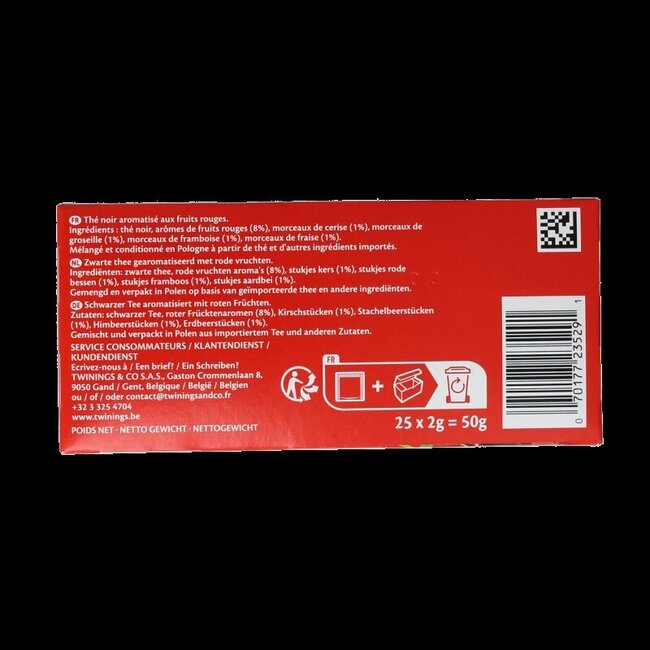 FR Thé noir aromatisé aux fruits rouges.
Ingrédients : thé noir, arômes de fruits rouges (8%), morceaux de cerise (1%), morceaux de
groseille (1%), morceaux de framboise (1%), morceaux de fraise (1%).
Mélangé et conditionné en Pologne à partir de thé et d'autres ingrédients importés.
NL Zwarte thee gearomatiseerd met rode vruchten.
Ingrediënten: zwarte thee, rode vruchten aroma's (8%), stukjes kers (1%), stukjes rode
bessen (1%), stukjes framboos (1%), stukjes aardbei (1%).
Gemengd en verpakt in Polen op basis van geïmporteerde thee en andere ingrediënten.
DE Schwarzer Tee aromatisiert mit roten Früchten.
Zutaten: schwarzer Tee, roter Frücktenaromen (8%), Kirschstücken (1%), Stachelbeerstücken
(1%), Himbeerstücken (1%), Erdbeerstücken (1%).
Gemischt und verpackt in Polen aus importiertem Tee und anderen Zutaten.
SERVICE CONSOMMATEURS / KLANTENDIENST /
KUNDENDIENST
Ecrivez-nous à / Een brief? / Ein Schreiben?
TWININGS & CO S.A.S., Gaston Crommenlaan 8,
9050 Gand / Gent, Belgique / België / Belgien
ou / of / oder contact@twiningsandco.fr
+32 3 325 4704
www.twinings.be
POIDS NET - NETTO GEWICHT - NETTOGEWICHT
FR
+
25 x 2g = 50g
0 70177 23529 1